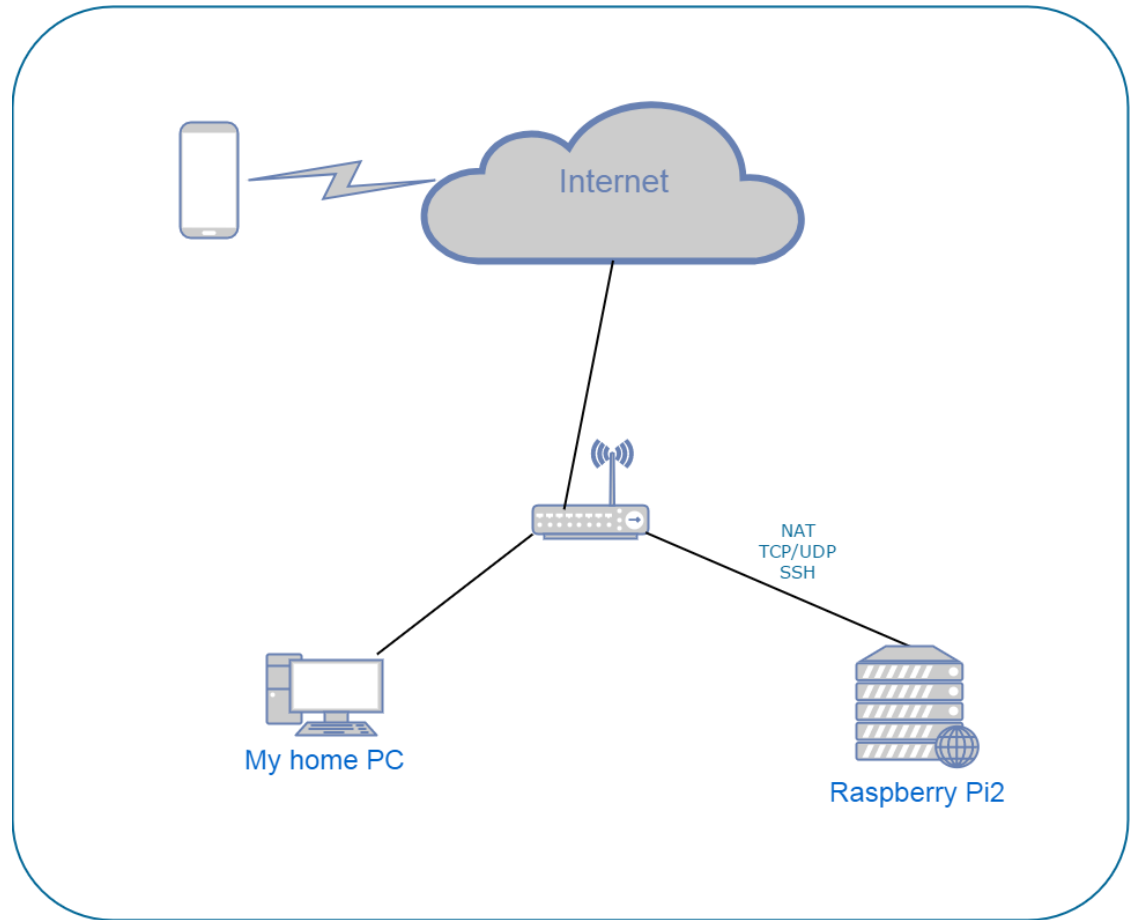 Internet
NAT
TCP/UDP
SSH
My home PC
Raspberry Pi2